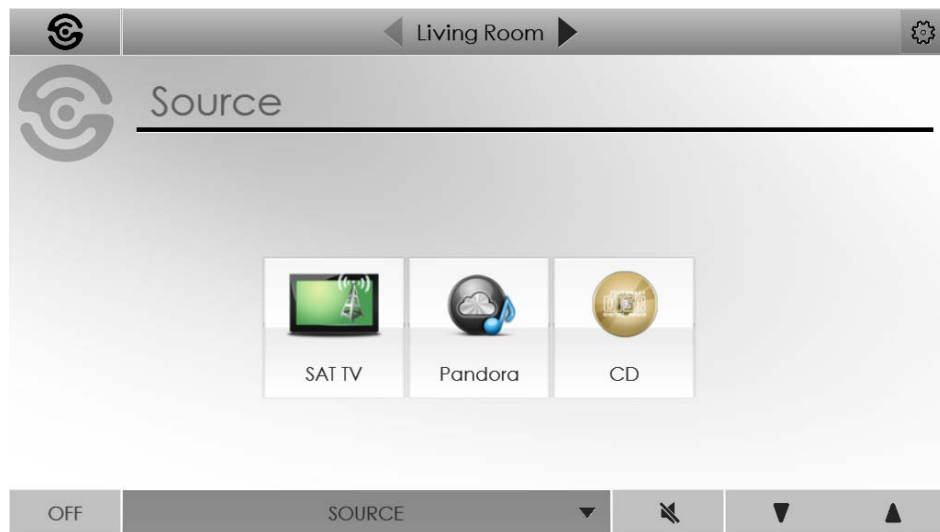 Living Room
Source
SAT TV
Pandora
CD
OFF
SOURCE